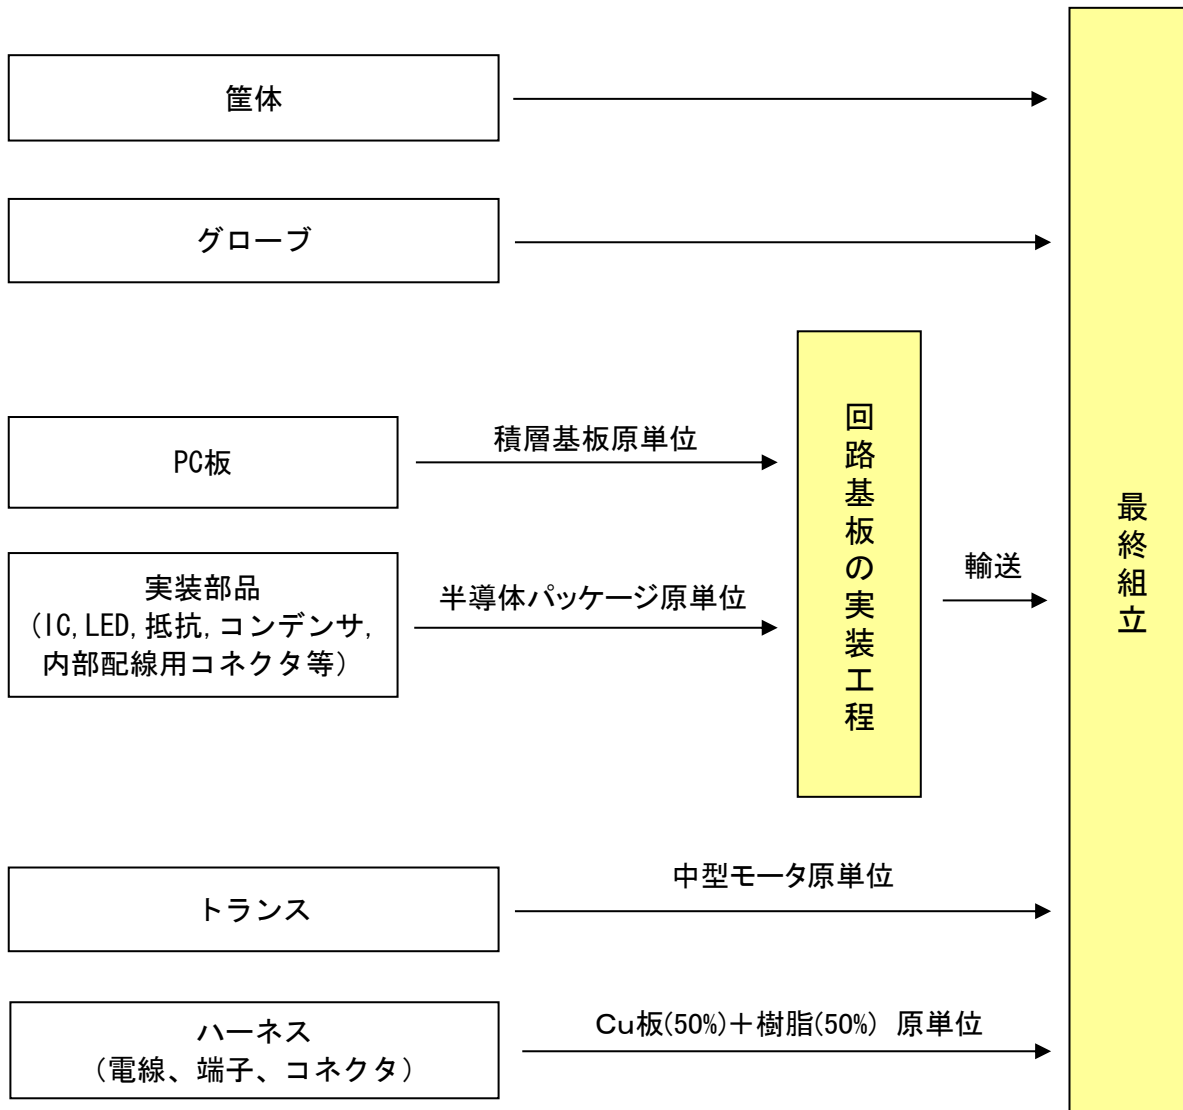 筐体
グローブ
PC板
積層基板原単位
実装部品
(IC,LED,抵抗,コンデンサ,
内部配線用コネクタ等)
半導体パッケージ原単位
回路基板の実装工程
輸送
最終組立
トランス
中型モータ原単位
ハーネス
(電線、端子、コネクタ)
Cu板(50%)+樹脂(50%) 原単位